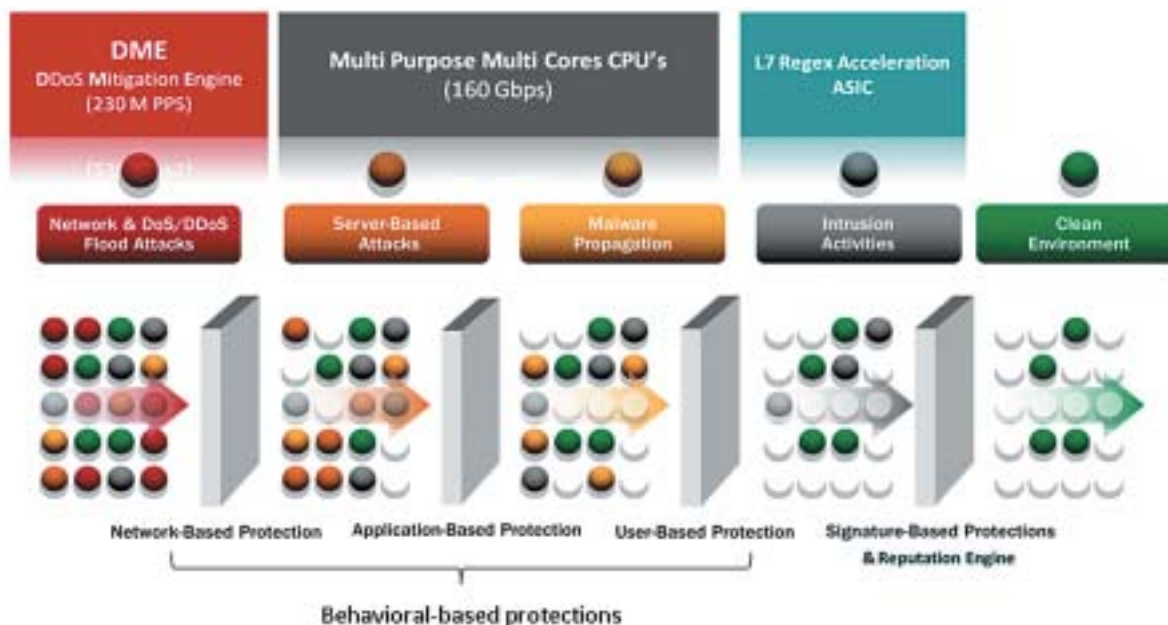 DME
DDoS Mitigation Engine
(230 M PPS)
Multi Purpose Multi Cores CPU's
(160 Gbps)
L7 Regex Acceleration
ASIC
Network & DoS/DDoS
Flood Attacks
Server-Based
Attacks
Malware
Propagation
Intrusion
Activities
Clean
Environment
Network-Based Protection
Application-Based Protection
User-Based Protection
Signature-Based Protections
& Reputation Engine
Behavioral-based protections